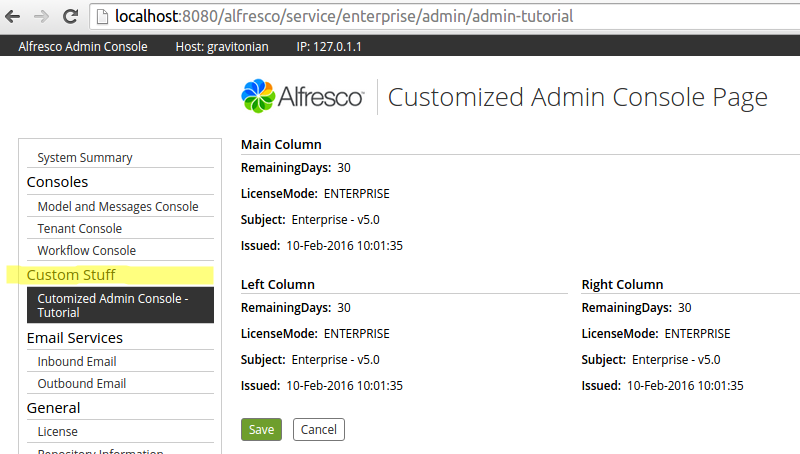 localhost:8080/alfresco/service/enterprise/admin/admin-tutorial
Alfresco Admin Console Host: gravitonian IP: 127.0.1.1
Alfresco Customized Admin Console Page
System Summary
Consoles
Model and Messages Console
Tenant Console
Workflow Console
Custom Stuff
Cutomized Admin Console -
Tutorial
Email Services
Inbound Email
Outbound Email
General
License
Repository Information
Main Column
RemainingDays: 30
LicenseMode: ENTERPRISE
Subject: Enterprise - v5.0
Issued: 10-Feb-2016 10:01:35
Left Column
RemainingDays: 30
LicenseMode: ENTERPRISE
Subject: Enterprise - v5.0
Issued: 10-Feb-2016 10:01:35
Right Column
RemainingDays: 30
LicenseMode: ENTERPRISE
Subject: Enterprise - v5.0
Issued: 10-Feb-2016 10:01:35
Save Cancel